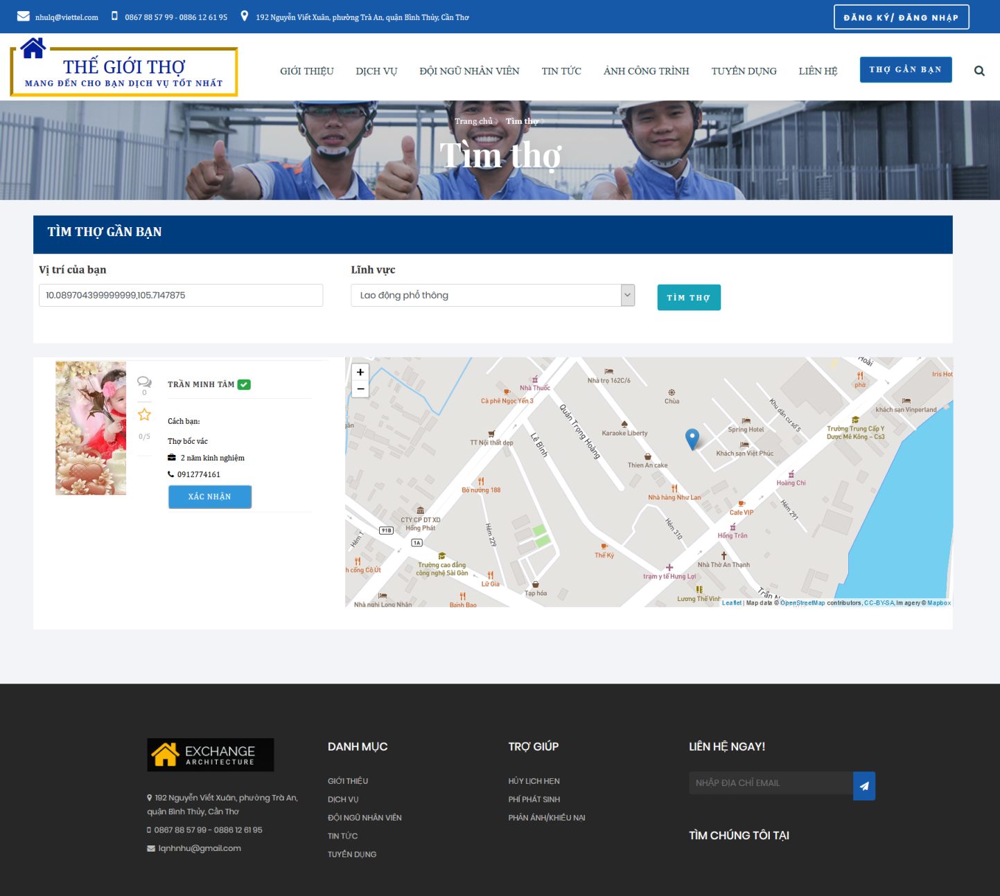 nhulq@viettel.com
0867 88 57 99 - 0886 12 61 95
192 Nguyễn Viết Xuân, phường Trà An, quận Bình Thủy, Cần Thơ
ĐĂNG KÝ/ ĐĂNG NHẬP
THẾ GIỚI THỢ
MANG ĐẾN CHO BẠN DỊCH VỤ TỐT NHẤT
GIỚI THIỆU
DỊCH VỤ
ĐỘI NGŨ NHÂN VIÊN
TIN TỨC
ẢNH CÔNG TRÌNH
TUYỂN DỤNG
LIÊN HỆ
THỢ GẦN BẠN
Trang chủ
Tìm thợ
Tìm thợ
TÌM THỢ GẦN BẠN
Vị trí của bạn
Lĩnh vực
10.089704399999999,105.7147875
Lao động phổ thông
TÌM THỢ
0
0/5
TRẦN MINH TÂM
Cách bạn:
Thợ bốc vác
2 năm kinh nghiệm
0912774161
XÁC NHẬN
+
−
Nhà Thuốc
Cà phê Ngọc Yến 3
Nhà trọ 162C/6
Chùa
Hoài
phở
Iris Hot
khách sạn Vinperland
Khu dân cư số 5
Trường Trung Cấp Y
Dược Mê Kông – Cs3
Quản Trọng Hoàng
Karaoke Liberty
Spring Hotel
TT Nội thất đẹp
Lê Bình
Khách sạn Việt Phúc
Thien An cake
Hoàng Chi
Bò nướng 188
Nhà hàng Như Lan
Cafe VIP
Hẻm 291
CTY CP DT XD
Hồng Phát
91B
1A
Hẻm 1
Hẻm 229
Hẻm 310
Hồng Trân
Thế Kỷ
Nhà Thờ An Thạnh
h cống Cô Út
Trường cao đẳng
công nghệ Sài Gòn
Lữ Gia
trạm y tế Hưng Lợi
Tạp hóa
Lương Thế Vinh
Trần N
Nhà nghỉ Long Nhân
Bánh Bao
Leaflet | Map data © OpenStreetMap contributors, CC-BY-SA, Imagery © Mapbox
EXCHANGE
ARCHITECTURE
192 Nguyễn Viết Xuân, phường Trà An,
quận Bình Thủy, Cần Thơ
0867 88 57 99 - 0886 12 61 95
lqnhnhu@gmail.com
DANH MỤC
GIỚI THIỆU
DỊCH VỤ
ĐỘI NGŨ NHÂN VIÊN
TIN TỨC
TUYỂN DỤNG
TRỢ GIÚP
HỦY LỊCH HẸN
PHÍ PHÁT SINH
PHẢN ÁNH/KHIẾU NẠI
LIÊN HỆ NGAY!
NHẬP ĐỊA CHỈ EMAIL
TÌM CHÚNG TÔI TẠI